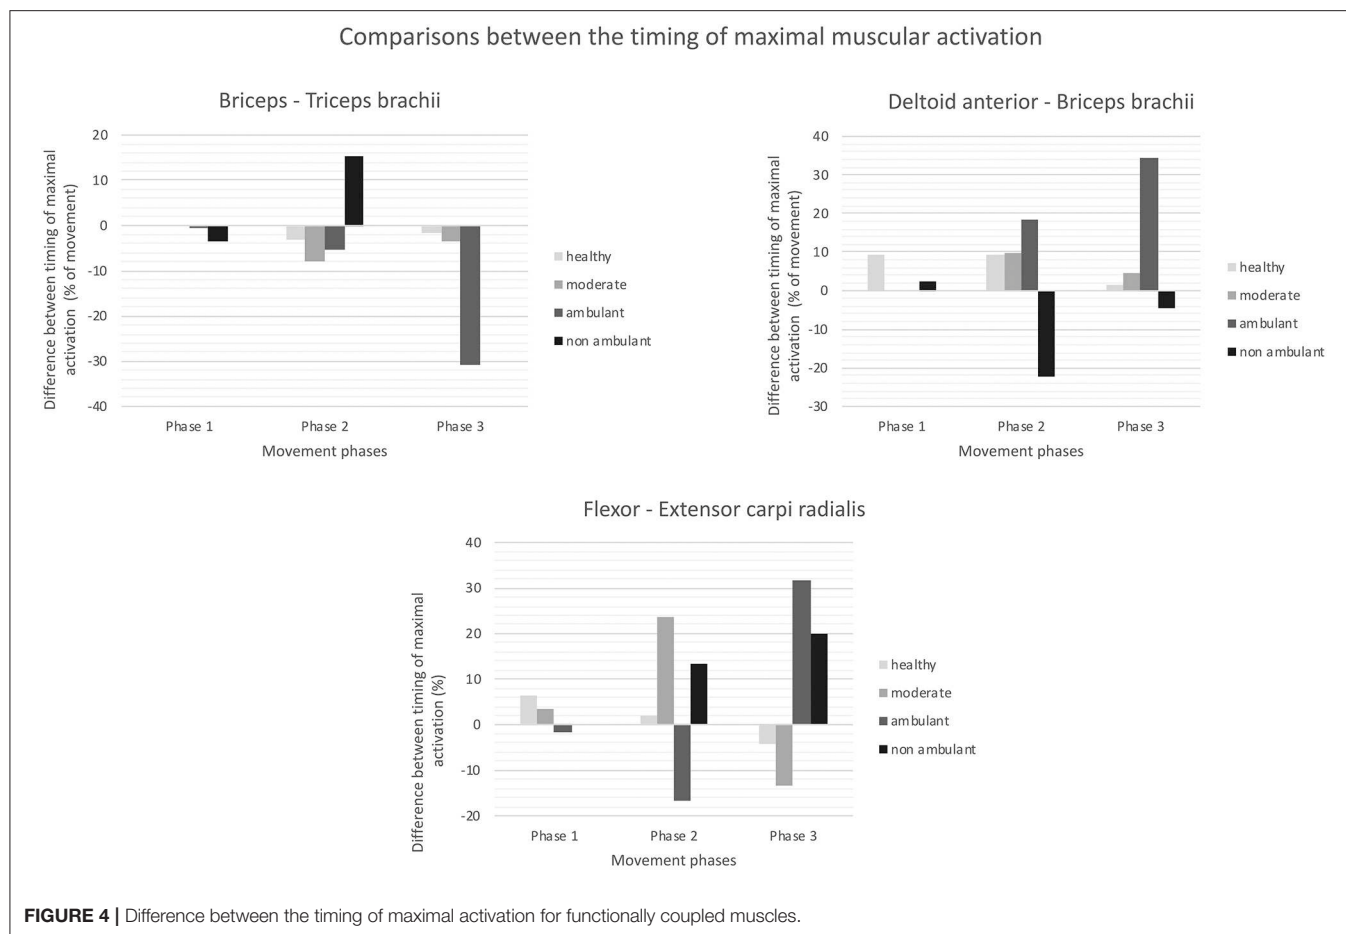 Comparisons between the timing of maximal muscular activation
Briceps - Triceps brachii
Difference between timing of maximal
activation (% of movement)
20
10
0
-10
-20
-30
-40
Phase 1
Phase 2
Phase 3
Movement phases
healthy
moderate
ambulant
non ambulant
Deltoid anterior - Biceps brachii
Difference between timing of maximal
activation (% of movement)
40
30
20
10
0
-10
-20
-30
Phase 1
Phase 2
Phase 3
Movement phases
healthy
moderate
ambulant
non ambulant
Flexor - Extensor carpi radialis
Difference between timing of maximal
activation (%)
40
30
20
10
0
-10
-20
Phase 1
Phase 2
Phase 3
Movement phases
healthy
moderate
ambulant
non ambulant
FIGURE 4 | Difference between the timing of maximal activation for functionally coupled muscles.